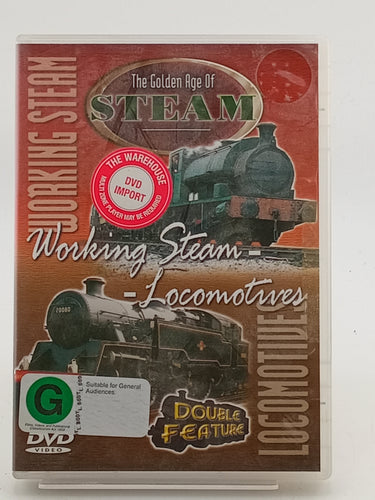 The Golden Age Of
STEAM
WORKING STEAM
THE WAREHOUSE
DVD
IMPORT
MULTI ZONE PLAYER MAY BE REQUIRED
Working Steam -
- Locomotives
LOCOMOTIVES
G
Suitable for General
Audiences.
DOUBLE
FEATURE
DVD
VIDEO